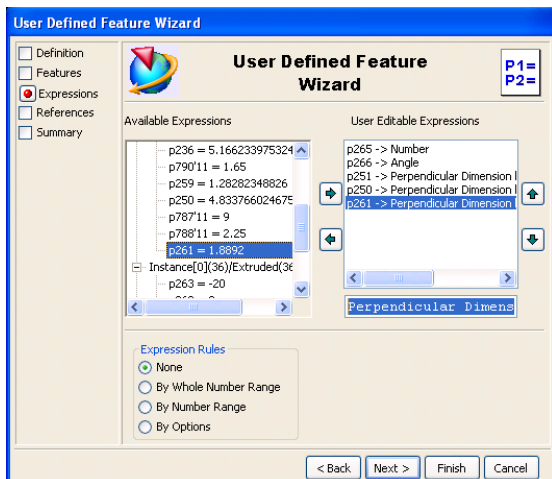 User Defined Feature Wizard
Definition
Features
Expressions
References
Summary
User Defined Feature
Wizard
P1=
P2=
Available Expressions
User Editable Expressions
p236 = 5.166233975324
p790'11 = 1.65
p259 = 1.28282348826
p250 = 4.833766024675
p787'11 = 9
p788'11 = 2.25
p261 = 1.8892
Instance[0](36)/Extruded(36
p263 = -20
p265 -> Number
p266 -> Angle
p251 -> Perpendicular Dimension
p250 -> Perpendicular Dimension
p261 -> Perpendicular Dimension
Perpendicular Dimens
Expression Rules
None
By Whole Number Range
By Number Range
By Options
< Back
Next >
Finish
Cancel